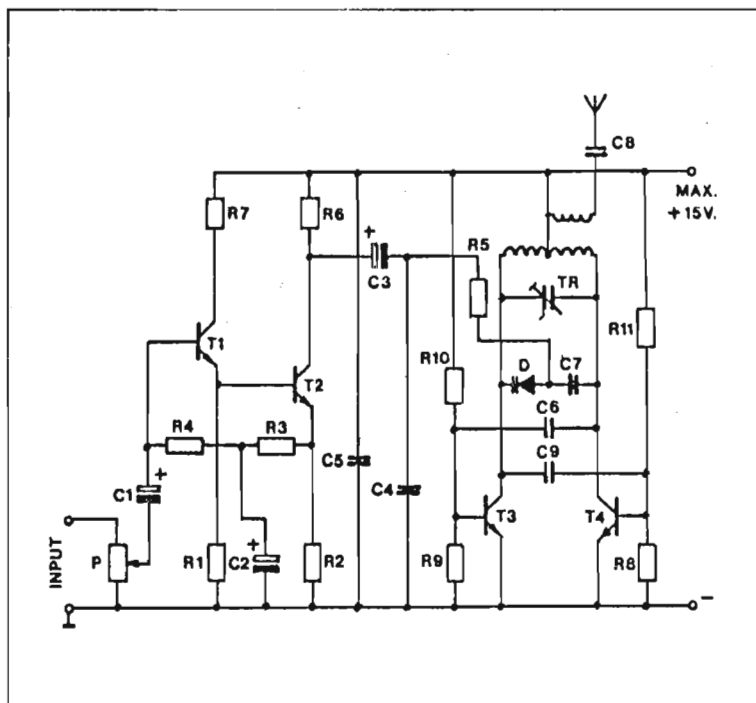 C8
MAX.
+15V.
R7
R6
+
C3
R5
TR
R11
T1
T2
R10
D
C7
C6
C9
R4
R3
C5
C4
C1
+
T3
T4
INPUT
P
R1
C2
+
R2
R9
R8
-